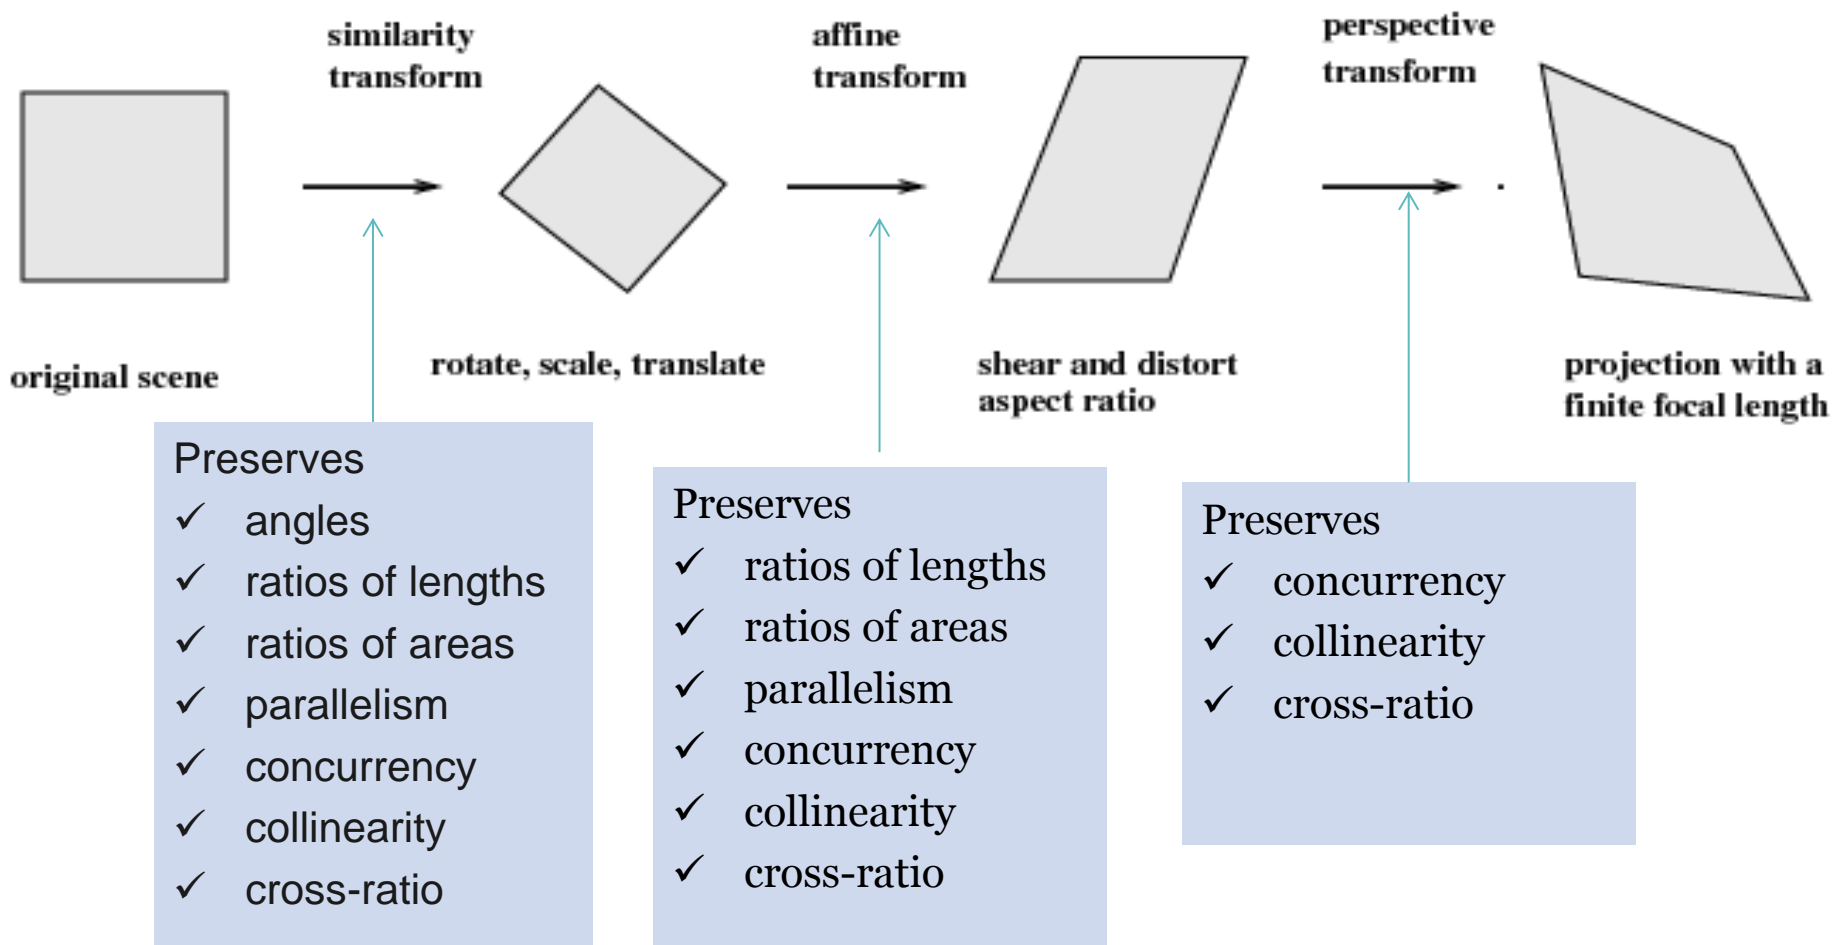 similarity
transform
affine
transform
perspective
transform
original scene
rotate, scale, translate
shear and distort
aspect ratio
projection with a
finite focal length
Preserves
✓ angles
✓ ratios of lengths
✓ ratios of areas
✓ parallelism
✓ concurrency
✓ collinearity
✓ cross-ratio
Preserves
✓ ratios of lengths
✓ ratios of areas
✓ parallelism
✓ concurrency
✓ collinearity
✓ cross-ratio
Preserves
✓ concurrency
✓ collinearity
✓ cross-ratio